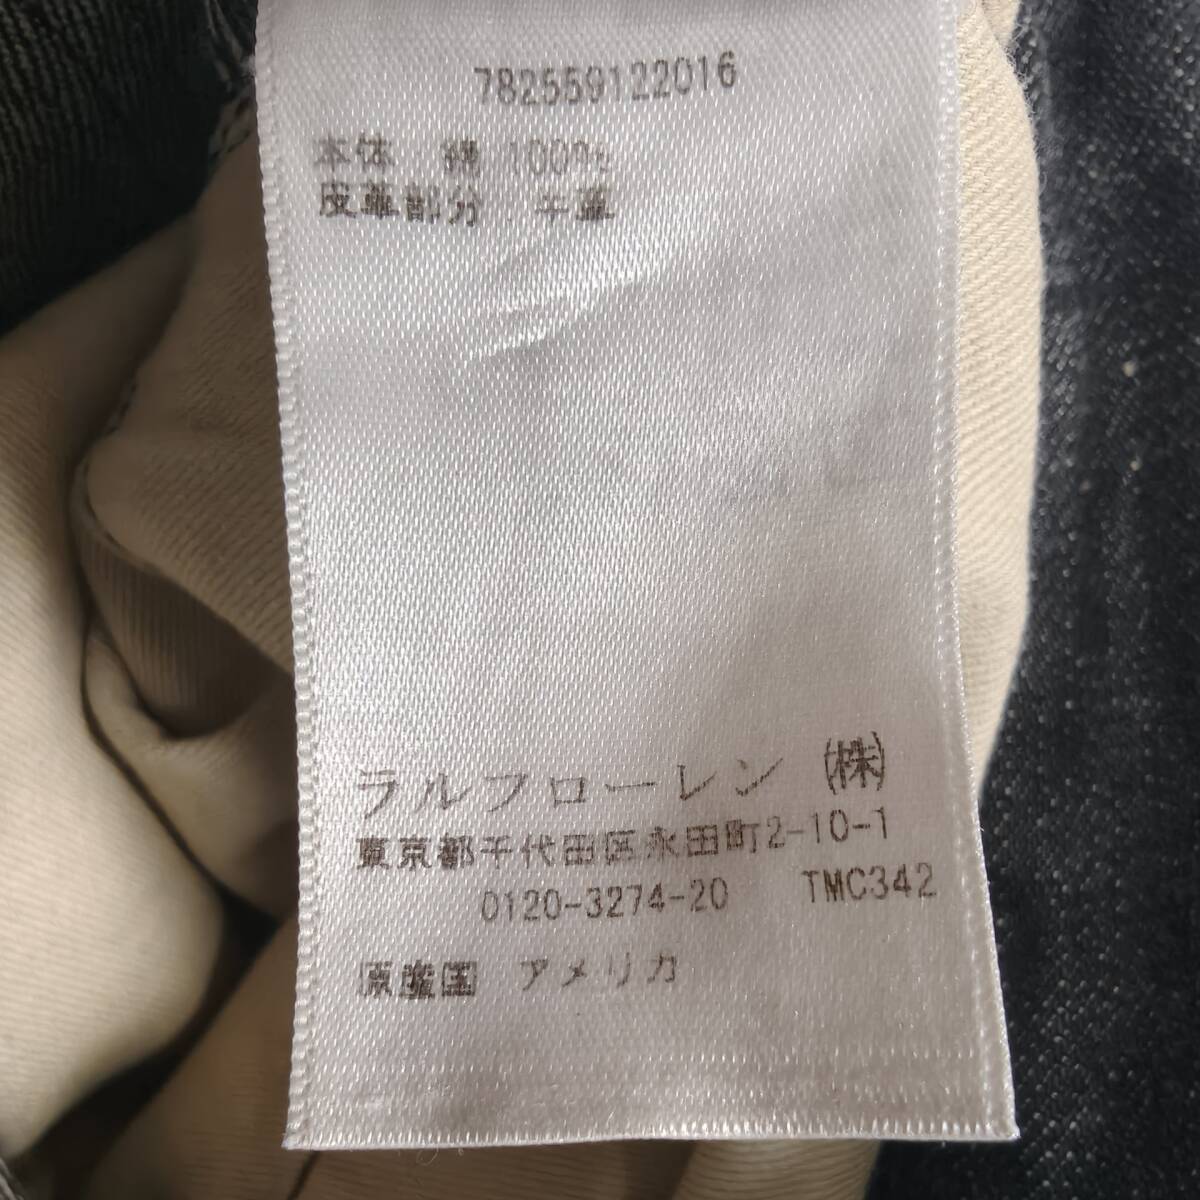 782559122016
本体 綿 100%
皮革部分 牛革
ラルフローレン ㈱
東京都千代田区永田町2-10-1
0120-3274-20 TMC342
原産国 アメリカ